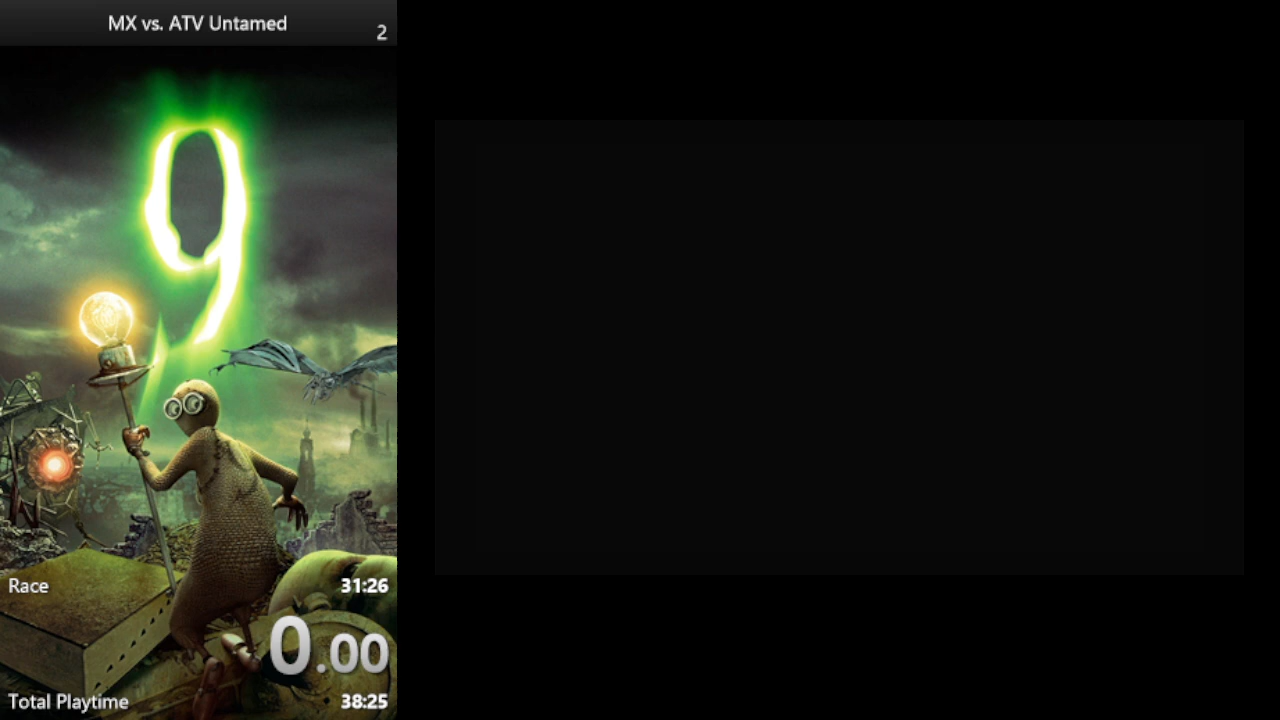 MX vs. ATV Untamed
2
9
Race 31:26
0.00
Total Playtime 38:25